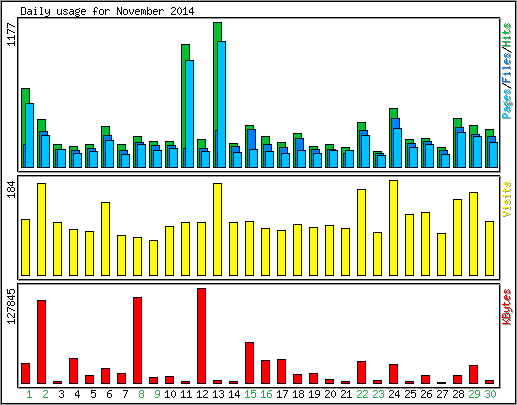 Daily usage for November 2014
1177
Pages/Files/Hits
184
Visits
127845
KBytes
1 2 3 4 5 6 7 8 9 10 11 12 13 14 15 16 17 18 19 20 21 22 23 24 25 26 27 28 29 30